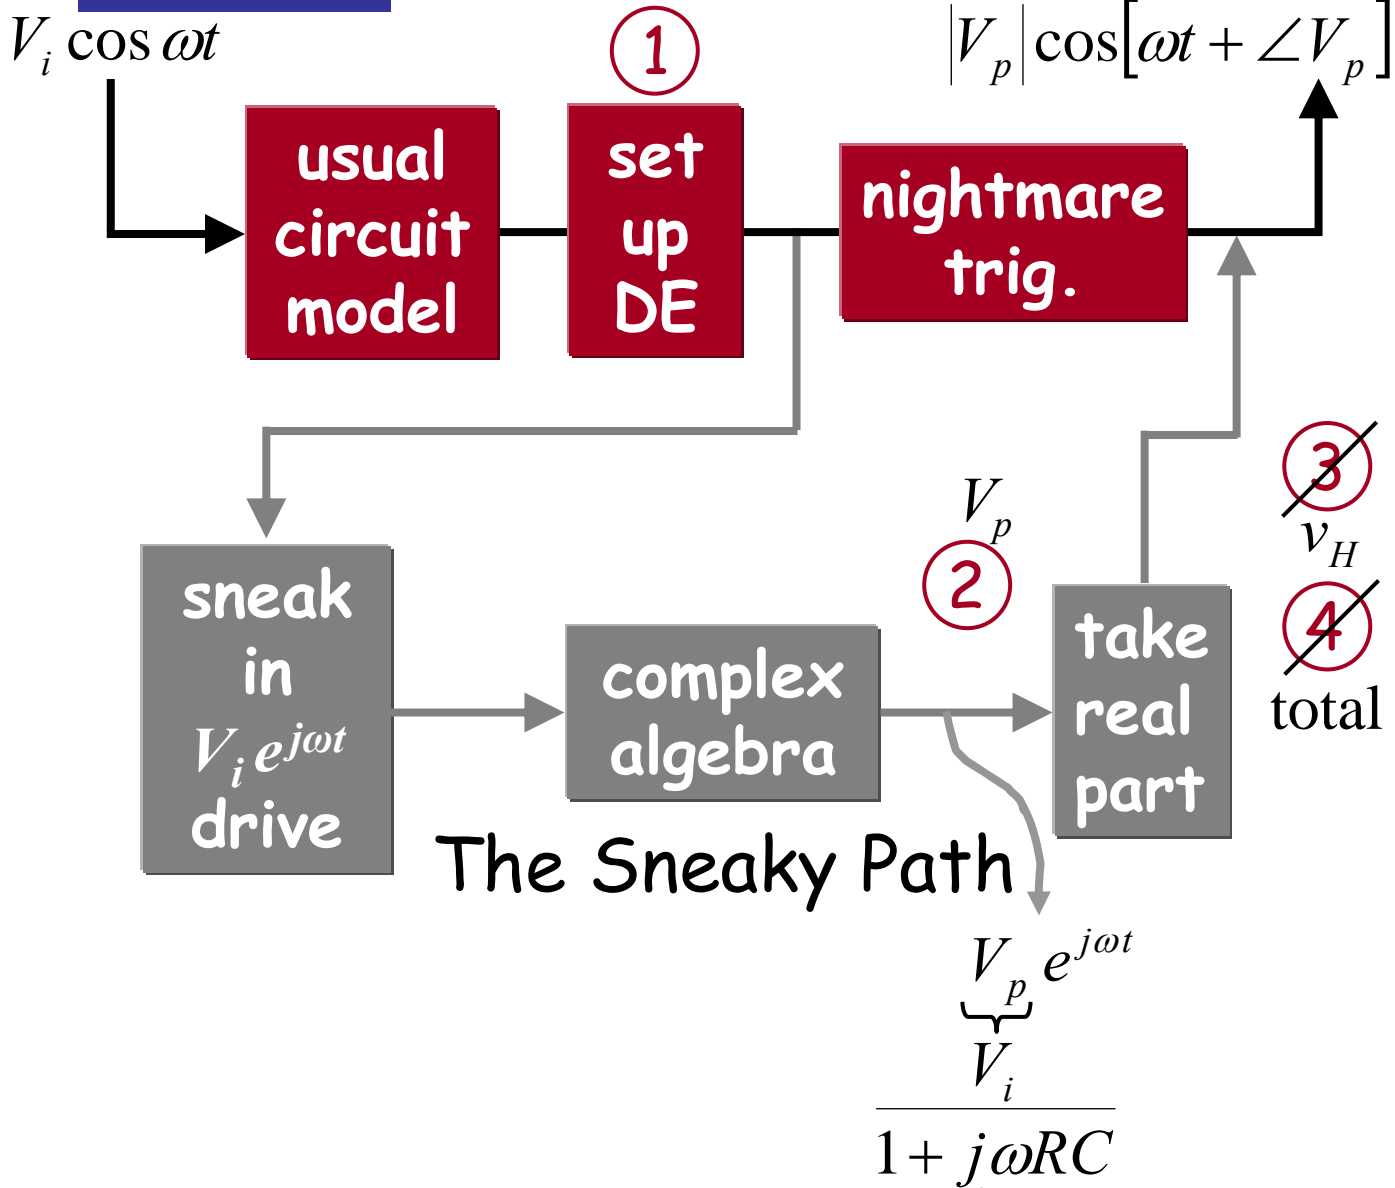 V_i cos ωt
1
|V_p| cos[ωt + ∠V_p]
usual
circuit
model
set
up
DE
nightmare
trig.
sneak
in
V_i e^{jωt}
drive
complex
algebra
V_p
2
take
real
part
3
v_H
4
total
The Sneaky Path
V_p e^{jωt}
V_i
1 + jωRC